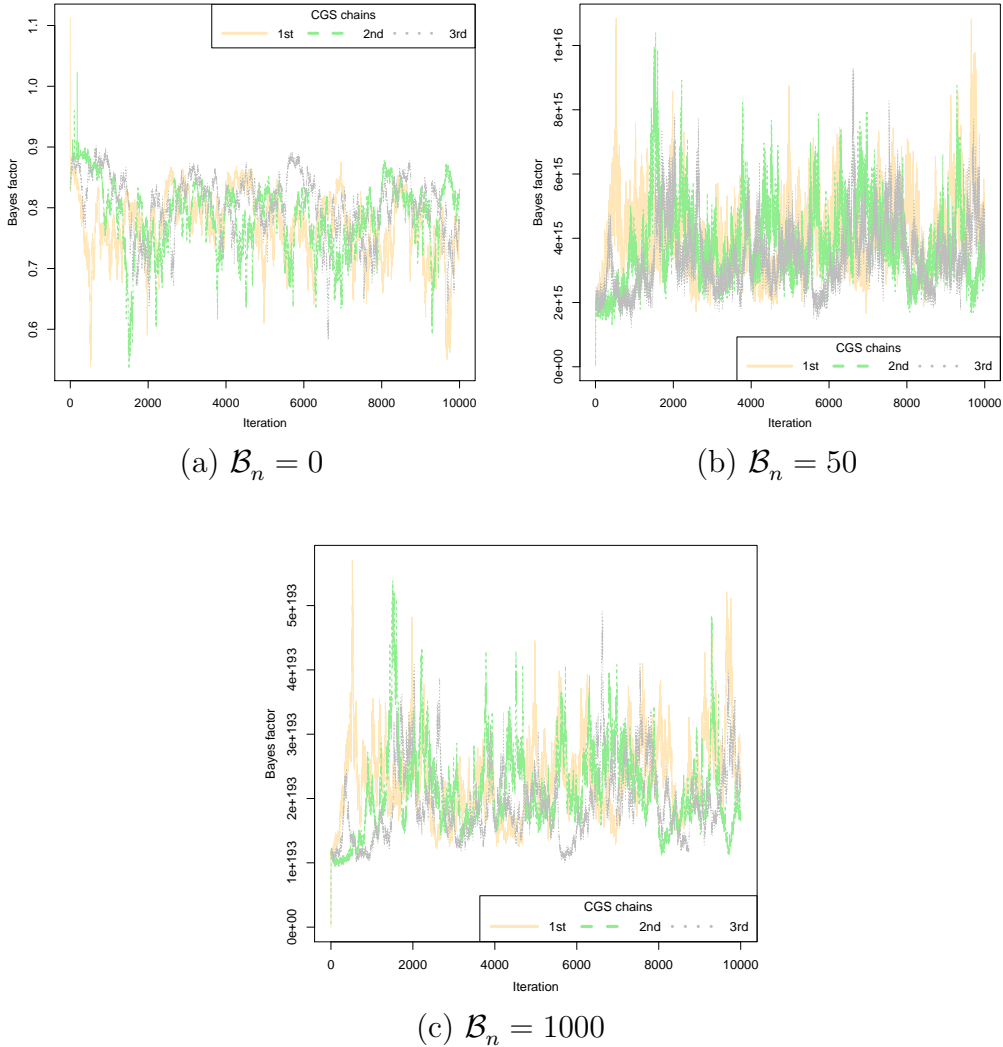 CGS chains
1st 2nd 3rd
Bayes factor
0.6 0.7 0.8 0.9 1.0 1.1
0 2000 4000 6000 8000 10000
Iteration
(a) ℬₙ = 0
Bayes factor
0e+00 2e+15 4e+15 6e+15 8e+15 1e+16
CGS chains
1st 2nd 3rd
0 2000 4000 6000 8000 10000
Iteration
(b) ℬₙ = 50
Bayes factor
0e+00 1e+193 2e+193 3e+193 4e+193 5e+193
CGS chains
1st 2nd 3rd
0 2000 4000 6000 8000 10000
Iteration
(c) ℬₙ = 1000